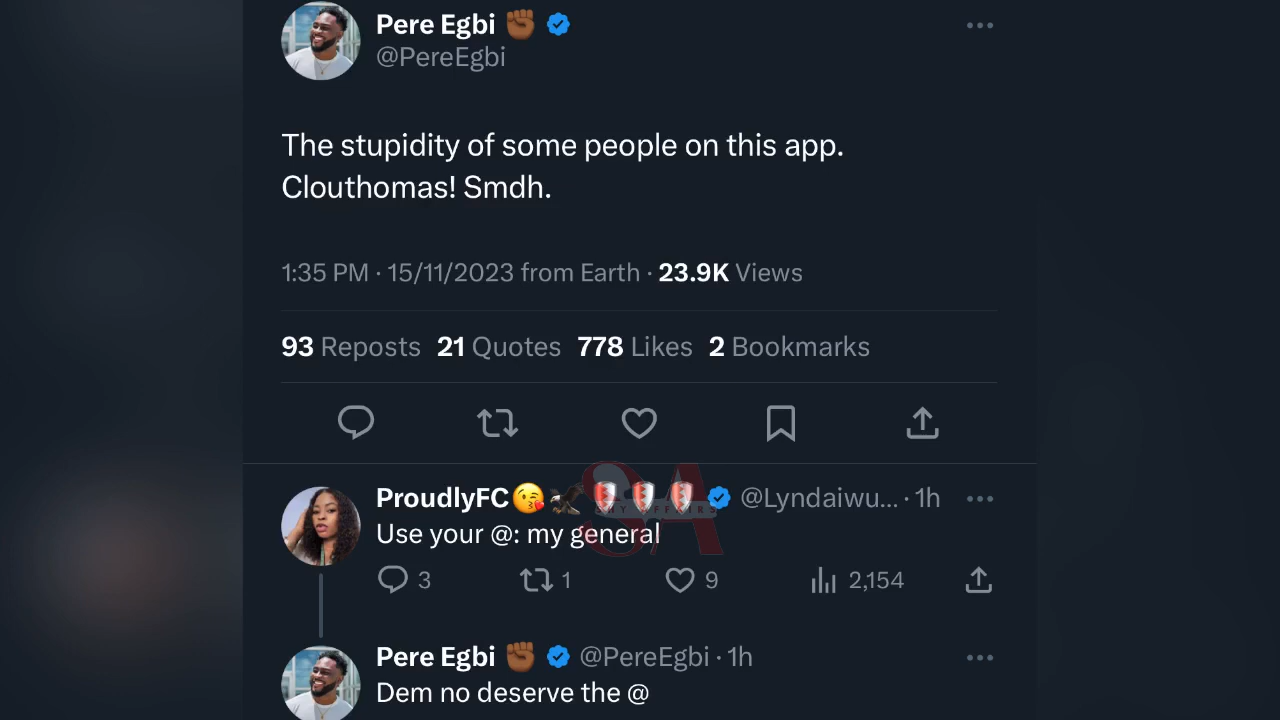 Pere Egbi
@PereEgbi
The stupidity of some people on this app.
Clouthomas! Smdh.
1:35 PM · 15/11/2023 from Earth · 23.9K Views
93 Reposts 21 Quotes 778 Likes 2 Bookmarks
ProudlyFC @Lyndaiwu... · 1h
Use your @: my general
3 1 9 2,154
Pere Egbi @PereEgbi · 1h
Dem no deserve the @